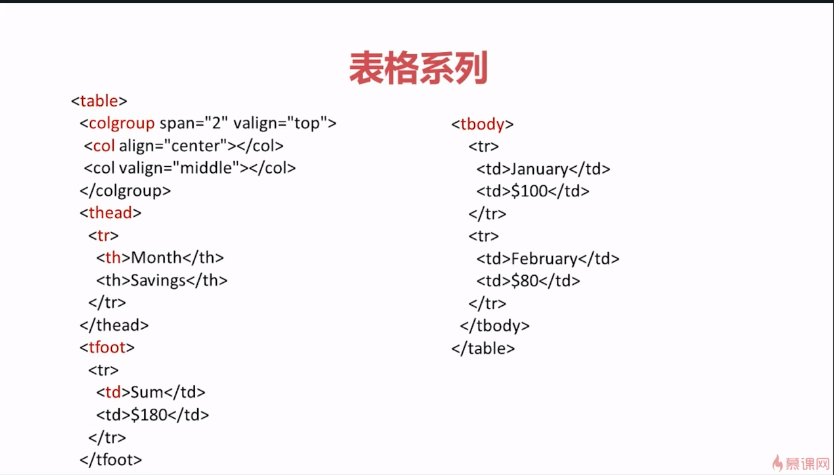 表格系列
<table>
<colgroup span="2" valign="top">
<col align="center"></col>
<col valign="middle"></col>
</colgroup>
<thead>
<tr>
<th>Month</th>
<th>Savings</th>
</tr>
</thead>
<tfoot>
<tr>
<td>Sum</td>
<td>$180</td>
</tr>
</tfoot>
<tbody>
<tr>
<td>January</td>
<td>$100</td>
</tr>
<tr>
<td>February</td>
<td>$80</td>
</tr>
</tbody>
</table>
慕课网